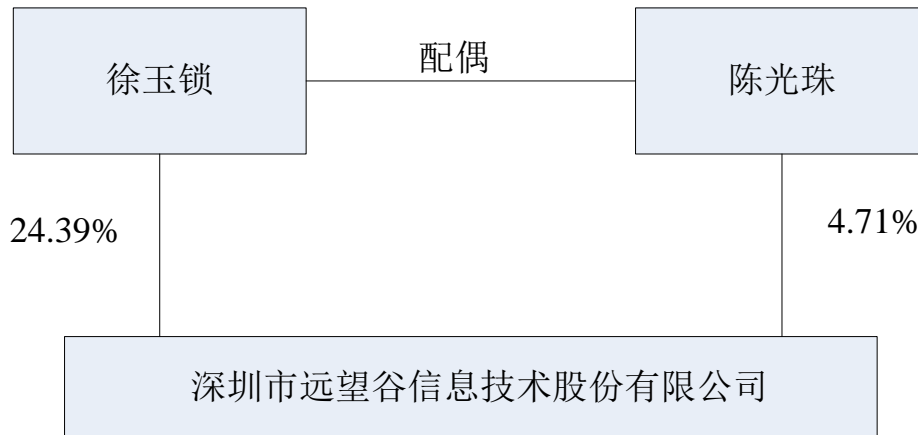 配偶
徐玉锁
陈光珠
24.39%
4.71%
深圳市远望谷信息技术股份有限公司